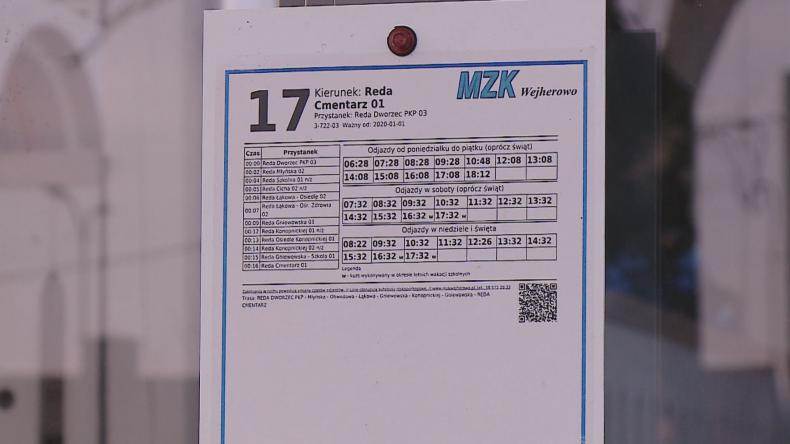 17
Kierunek: Reda
Cmentarz 01
Przystanek: Reda Dworzec PKP 03
3-722-03 Ważny od: 2020-01-01
MZK Wejherowo
Czas Przystanek
00:00 Reda Dworzec PKP 03
00:02 Reda Młyńska 02
00:04 Reda Szkolna 01 n/ż
00:05 Reda Cicha 02 n/ż
00:06 Reda Łąkowa - Osiedle 02
00:07 Reda Łąkowa - Ośr. Zdrowia
02
00:09 Reda Gniewowska 03
Reda Konopnickiej 01 n/ż
00:13 Reda Osiedle Konopnickiej 01
00:14 Reda Konopnickiej 02 n/ż
00:15 Reda Gniewowska - Szkoła 01
00:16 Reda Cmentarz 01
Odjazdy od poniedziałku do piątku (oprócz świąt)
06:28 07:28 08:28 09:28 10:48 12:08 13:08
14:08 15:08 16:08 17:08 18:12
Odjazdy w soboty (oprócz świąt)
07:32 08:32 09:32 10:32 11:32 12:32 13:32
14:32 15:32 16:32 w 17:32 w
Odjazdy w niedziele i święta
08:22 09:32 10:32 11:32 12:26 13:32 14:32
15:32 16:32 w 17:32 w
Legenda
w - kurs wykonywany w okresie letnich wakacji szkolnych
Trasa: REDA DWORZEC PKP - Młyńska - Obwodowa - Łąkowa - Gniewowska - Konopnickiej - Gniewowska - REDA
CMENTARZ